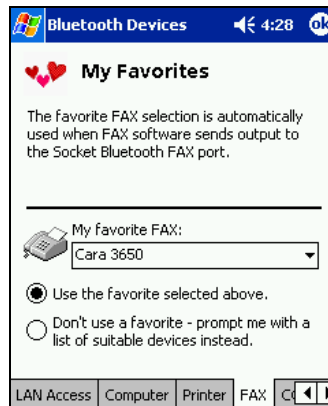 Bluetooth Devices 4:28 ok
My Favorites
The favorite FAX selection is automatically
used when FAX software sends output to
the Socket Bluetooth FAX port.
My favorite FAX:
Cara 3650
Use the favorite selected above.
Don't use a favorite - prompt me with a
list of suitable devices instead.
LAN Access Computer Printer FAX